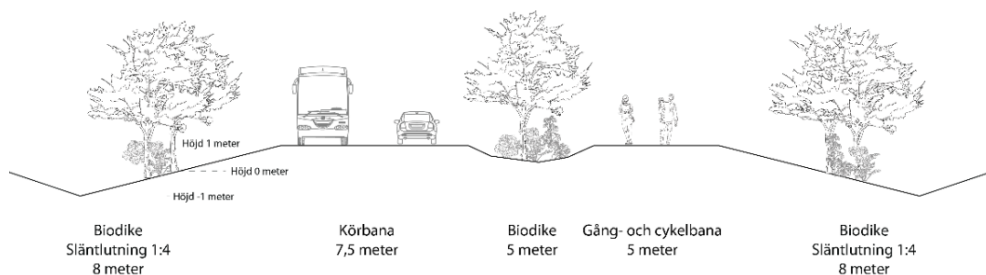 Höjd 1 meter
Höjd 0 meter
Höjd -1 meter
Biodike
Släntlutning 1:4
8 meter
Körbana
7,5 meter
Biodike
5 meter
Gång- och cykelbana
5 meter
Biodike
Släntlutning 1:4
8 meter